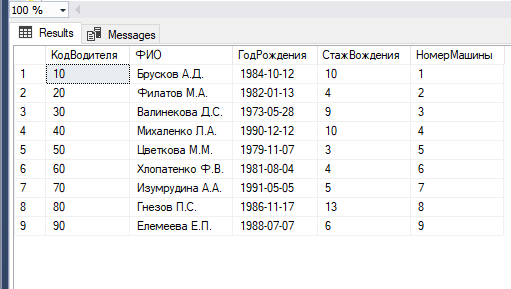 100 %
Results Messages
КодВодителя ФИО ГодРождения СтажВождения НомерМашины
1 10 Брусков А.Д. 1984-10-12 10 1
2 20 Филатов М.А. 1982-01-13 4 2
3 30 Валинекова Д.С. 1973-05-28 9 3
4 40 Михаленко Л.А. 1990-12-12 10 4
5 50 Цветкова М.М. 1979-11-07 3 5
6 60 Хлопатенко Ф.В. 1981-08-04 4 6
7 70 Изумрудина А.А. 1991-05-05 5 7
8 80 Гнезов П.С. 1986-11-17 13 8
9 90 Елемеева Е.П. 1988-07-07 6 9